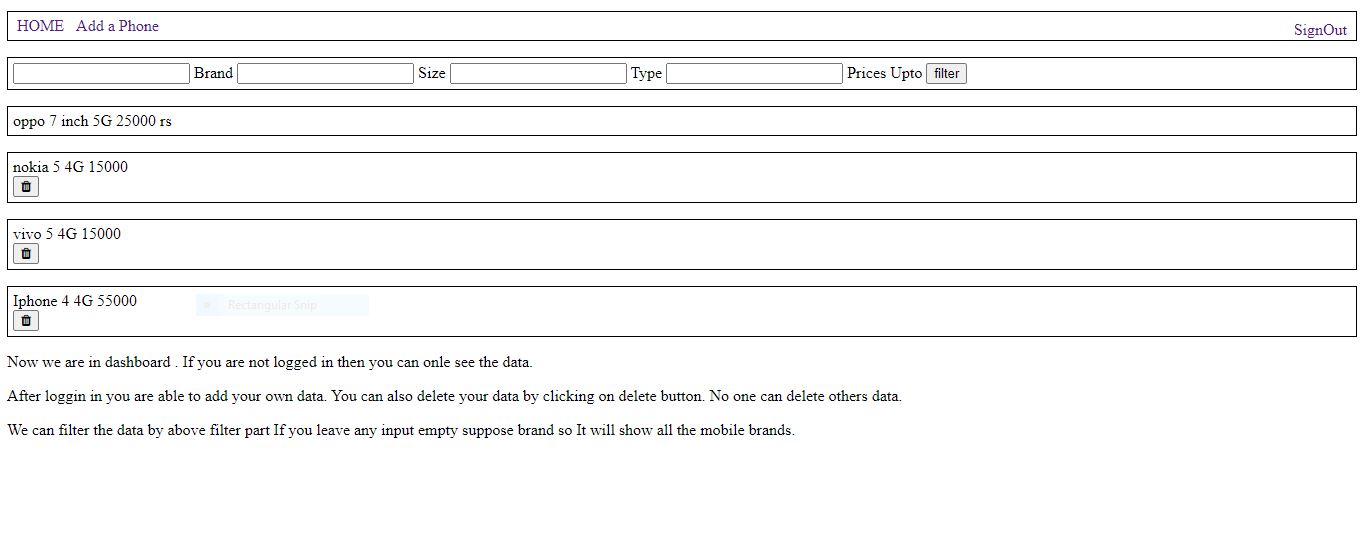 HOME Add a Phone SignOut
Brand Size Type Prices Upto filter
oppo 7 inch 5G 25000 rs
nokia 5 4G 15000
vivo 5 4G 15000
Iphone 4 4G 55000
Rectangular Snip
Now we are in dashboard . If you are not logged in then you can onle see the data.
After loggin in you are able to add your own data. You can also delete your data by clicking on delete button. No one can delete others data.
We can filter the data by above filter part If you leave any input empty suppose brand so It will show all the mobile brands.